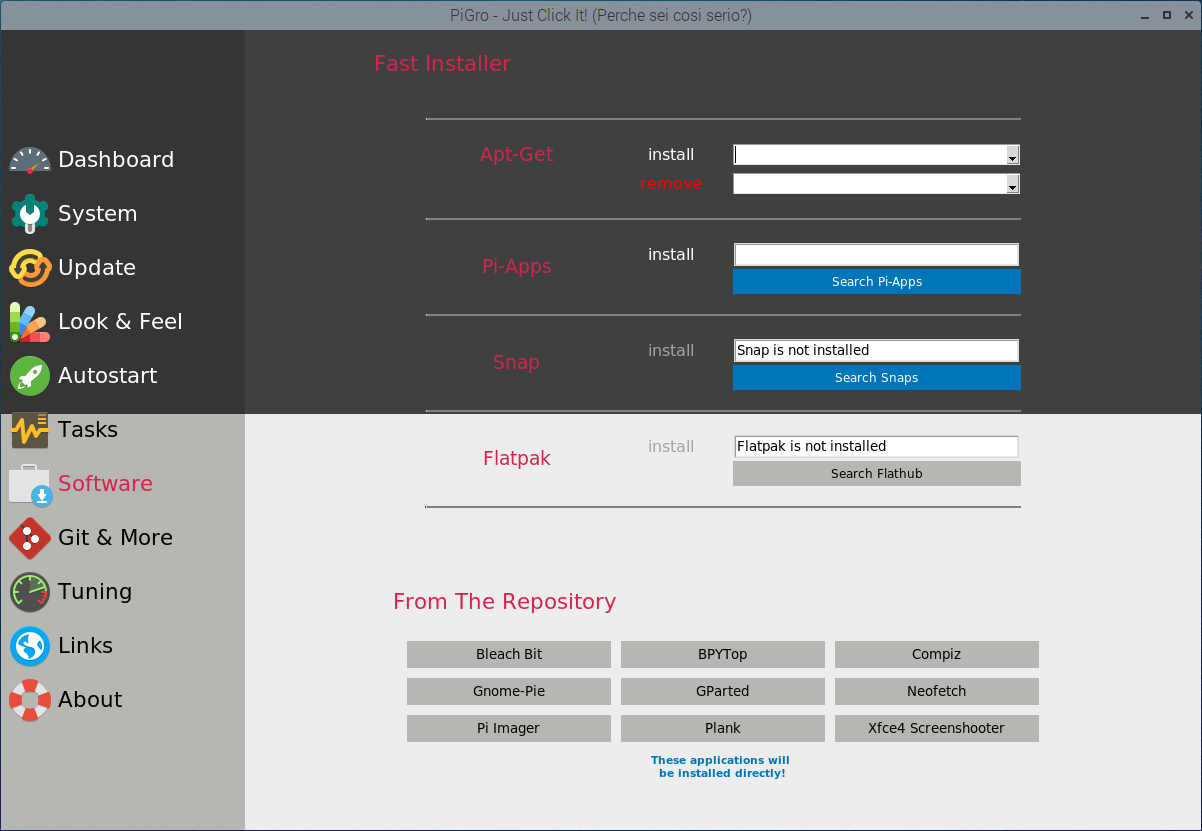 PiGro - Just Click It! (Perche sei cosi serio?)
Dashboard
System
Update
Look & Feel
Autostart
Tasks
Software
Git & More
Tuning
Links
About
Fast Installer
Apt-Get
install
remove
Pi-Apps
install
Search Pi-Apps
Snap
install
Snap is not installed
Search Snaps
Flatpak
install
Flatpak is not installed
Search Flathub
From The Repository
Bleach Bit
BPYTop
Compiz
Gnome-Pie
GParted
Neofetch
Pi Imager
Plank
Xfce4 Screenshooter
These applications will
be installed directly!